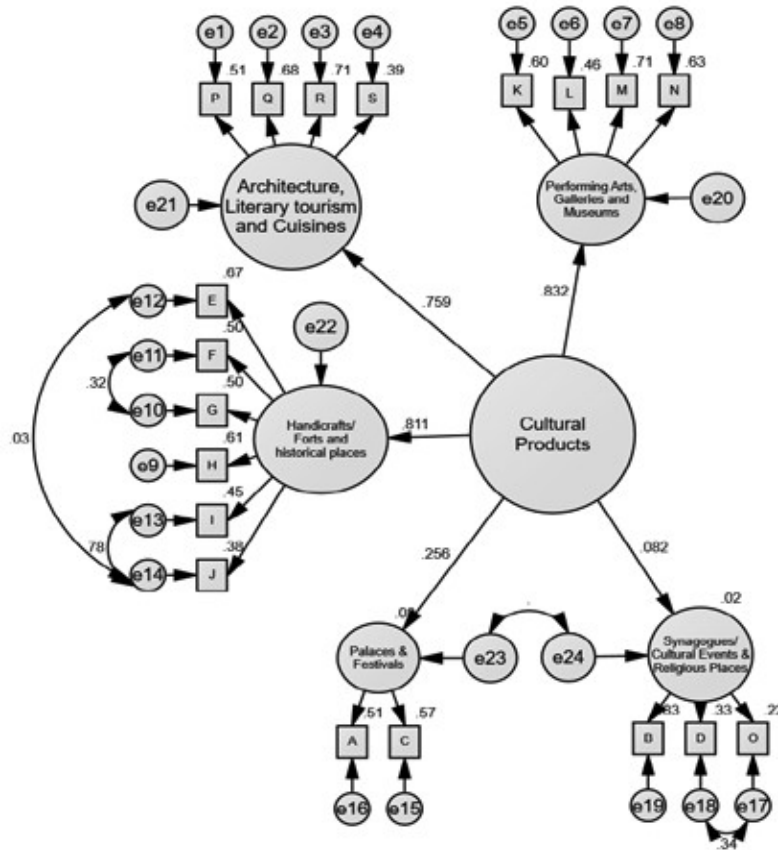 e1 e2 e3 e4
.51 .68 .71 .39
P Q R S
Architecture,
Literary tourism
and Cuisines
e21
e5 e6 e7 e8
.60 .46 .71 .63
K L M N
Performing Arts,
Galleries and
Museums
e20
.759
.832
.67
e12 E
.50
e11 F
.32
.50
e10 G
.03
.61
e9 H
.45
e13 I
.78
.38
e14 J
e22
Handicrafts/
Forts and
historical places
.811
Cultural
Products
.256
.082
Palaces &
Festivals
e23 e24
.02
Synagogues/
Cultural Events &
Religious Places
.51 .57
A C
e16 e15
.33
B D O
e19 e18 e17
.34